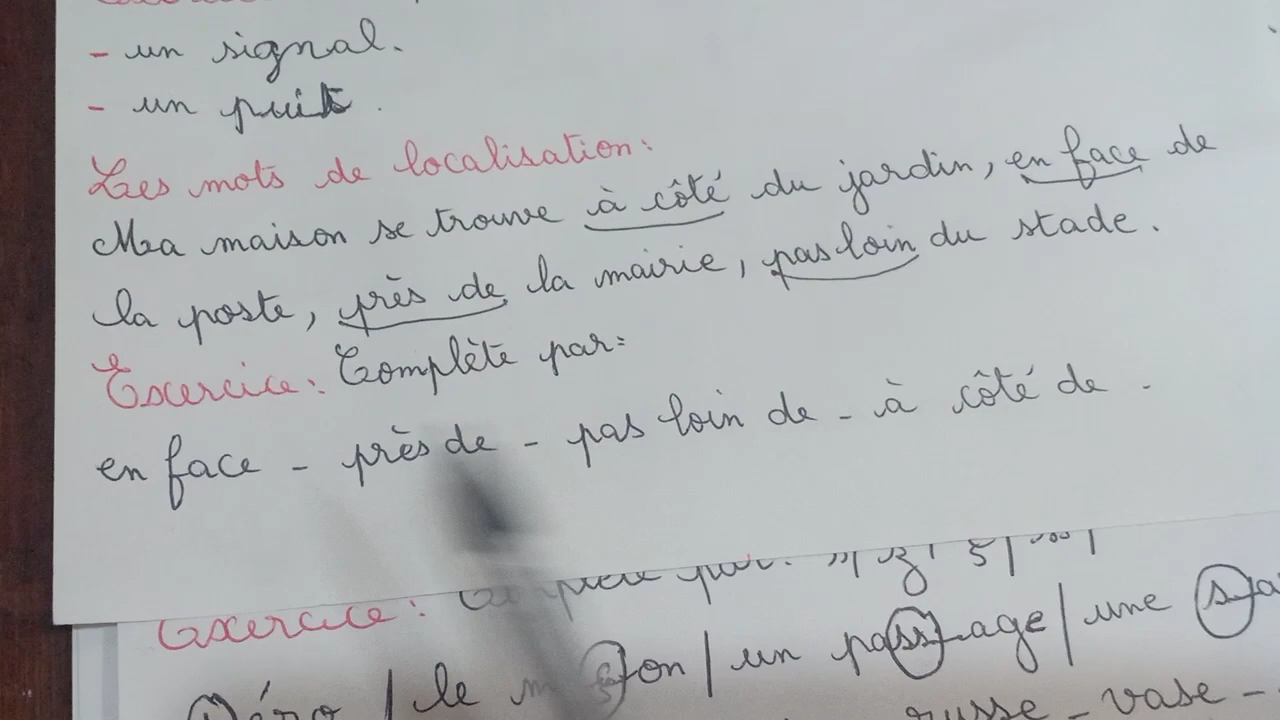 - un signal.
- un puits.
Les mots de localisation:
Ma maison se trouve à côté du jardin, en face de
la poste, près de la mairie, pas loin du stade.
Exercice: Complète par:
en face - près de - pas loin de - à côté de -
Exercice: par:
le | un passage | une
russe - vase -